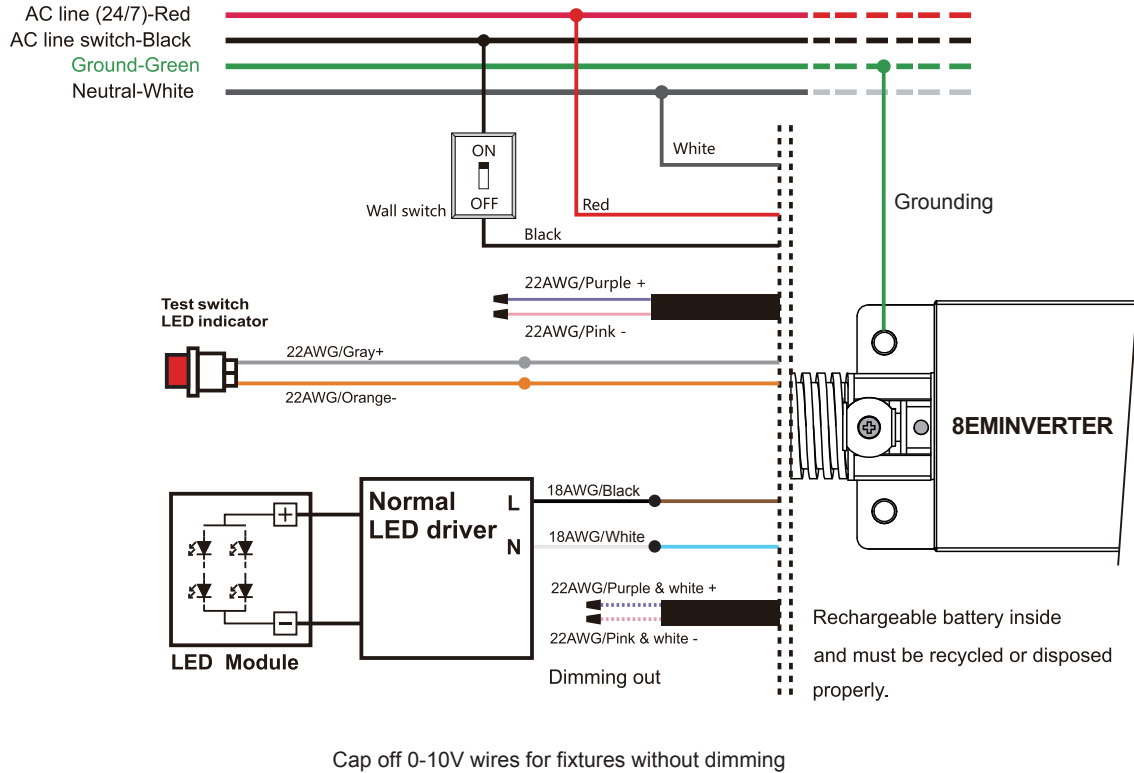 AC line (24/7)-Red
AC line switch-Black
Ground-Green
Neutral-White
White
ON
OFF
Wall switch
Red
Black
Grounding
22AWG/Purple +
22AWG/Pink -
Test switch
LED indicator
22AWG/Gray+
22AWG/Orange-
8EMINVERTER
Normal
LED driver
L
N
18AWG/Black
18AWG/White
+
−
LED Module
22AWG/Purple & white +
22AWG/Pink & white -
Dimming out
Rechargeable battery inside
and must be recycled or disposed
properly.
Cap off 0-10V wires for fixtures without dimming